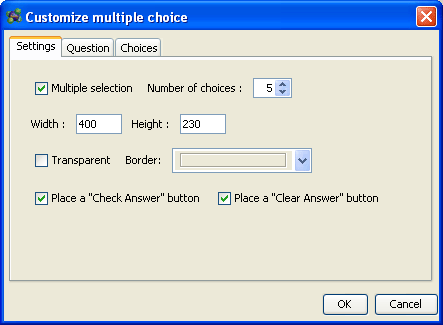 Customize multiple choice
Settings Question Choices
Multiple selection Number of choices : 5
Width : 400 Height : 230
Transparent Border:
Place a "Check Answer" button Place a "Clear Answer" button
OK Cancel